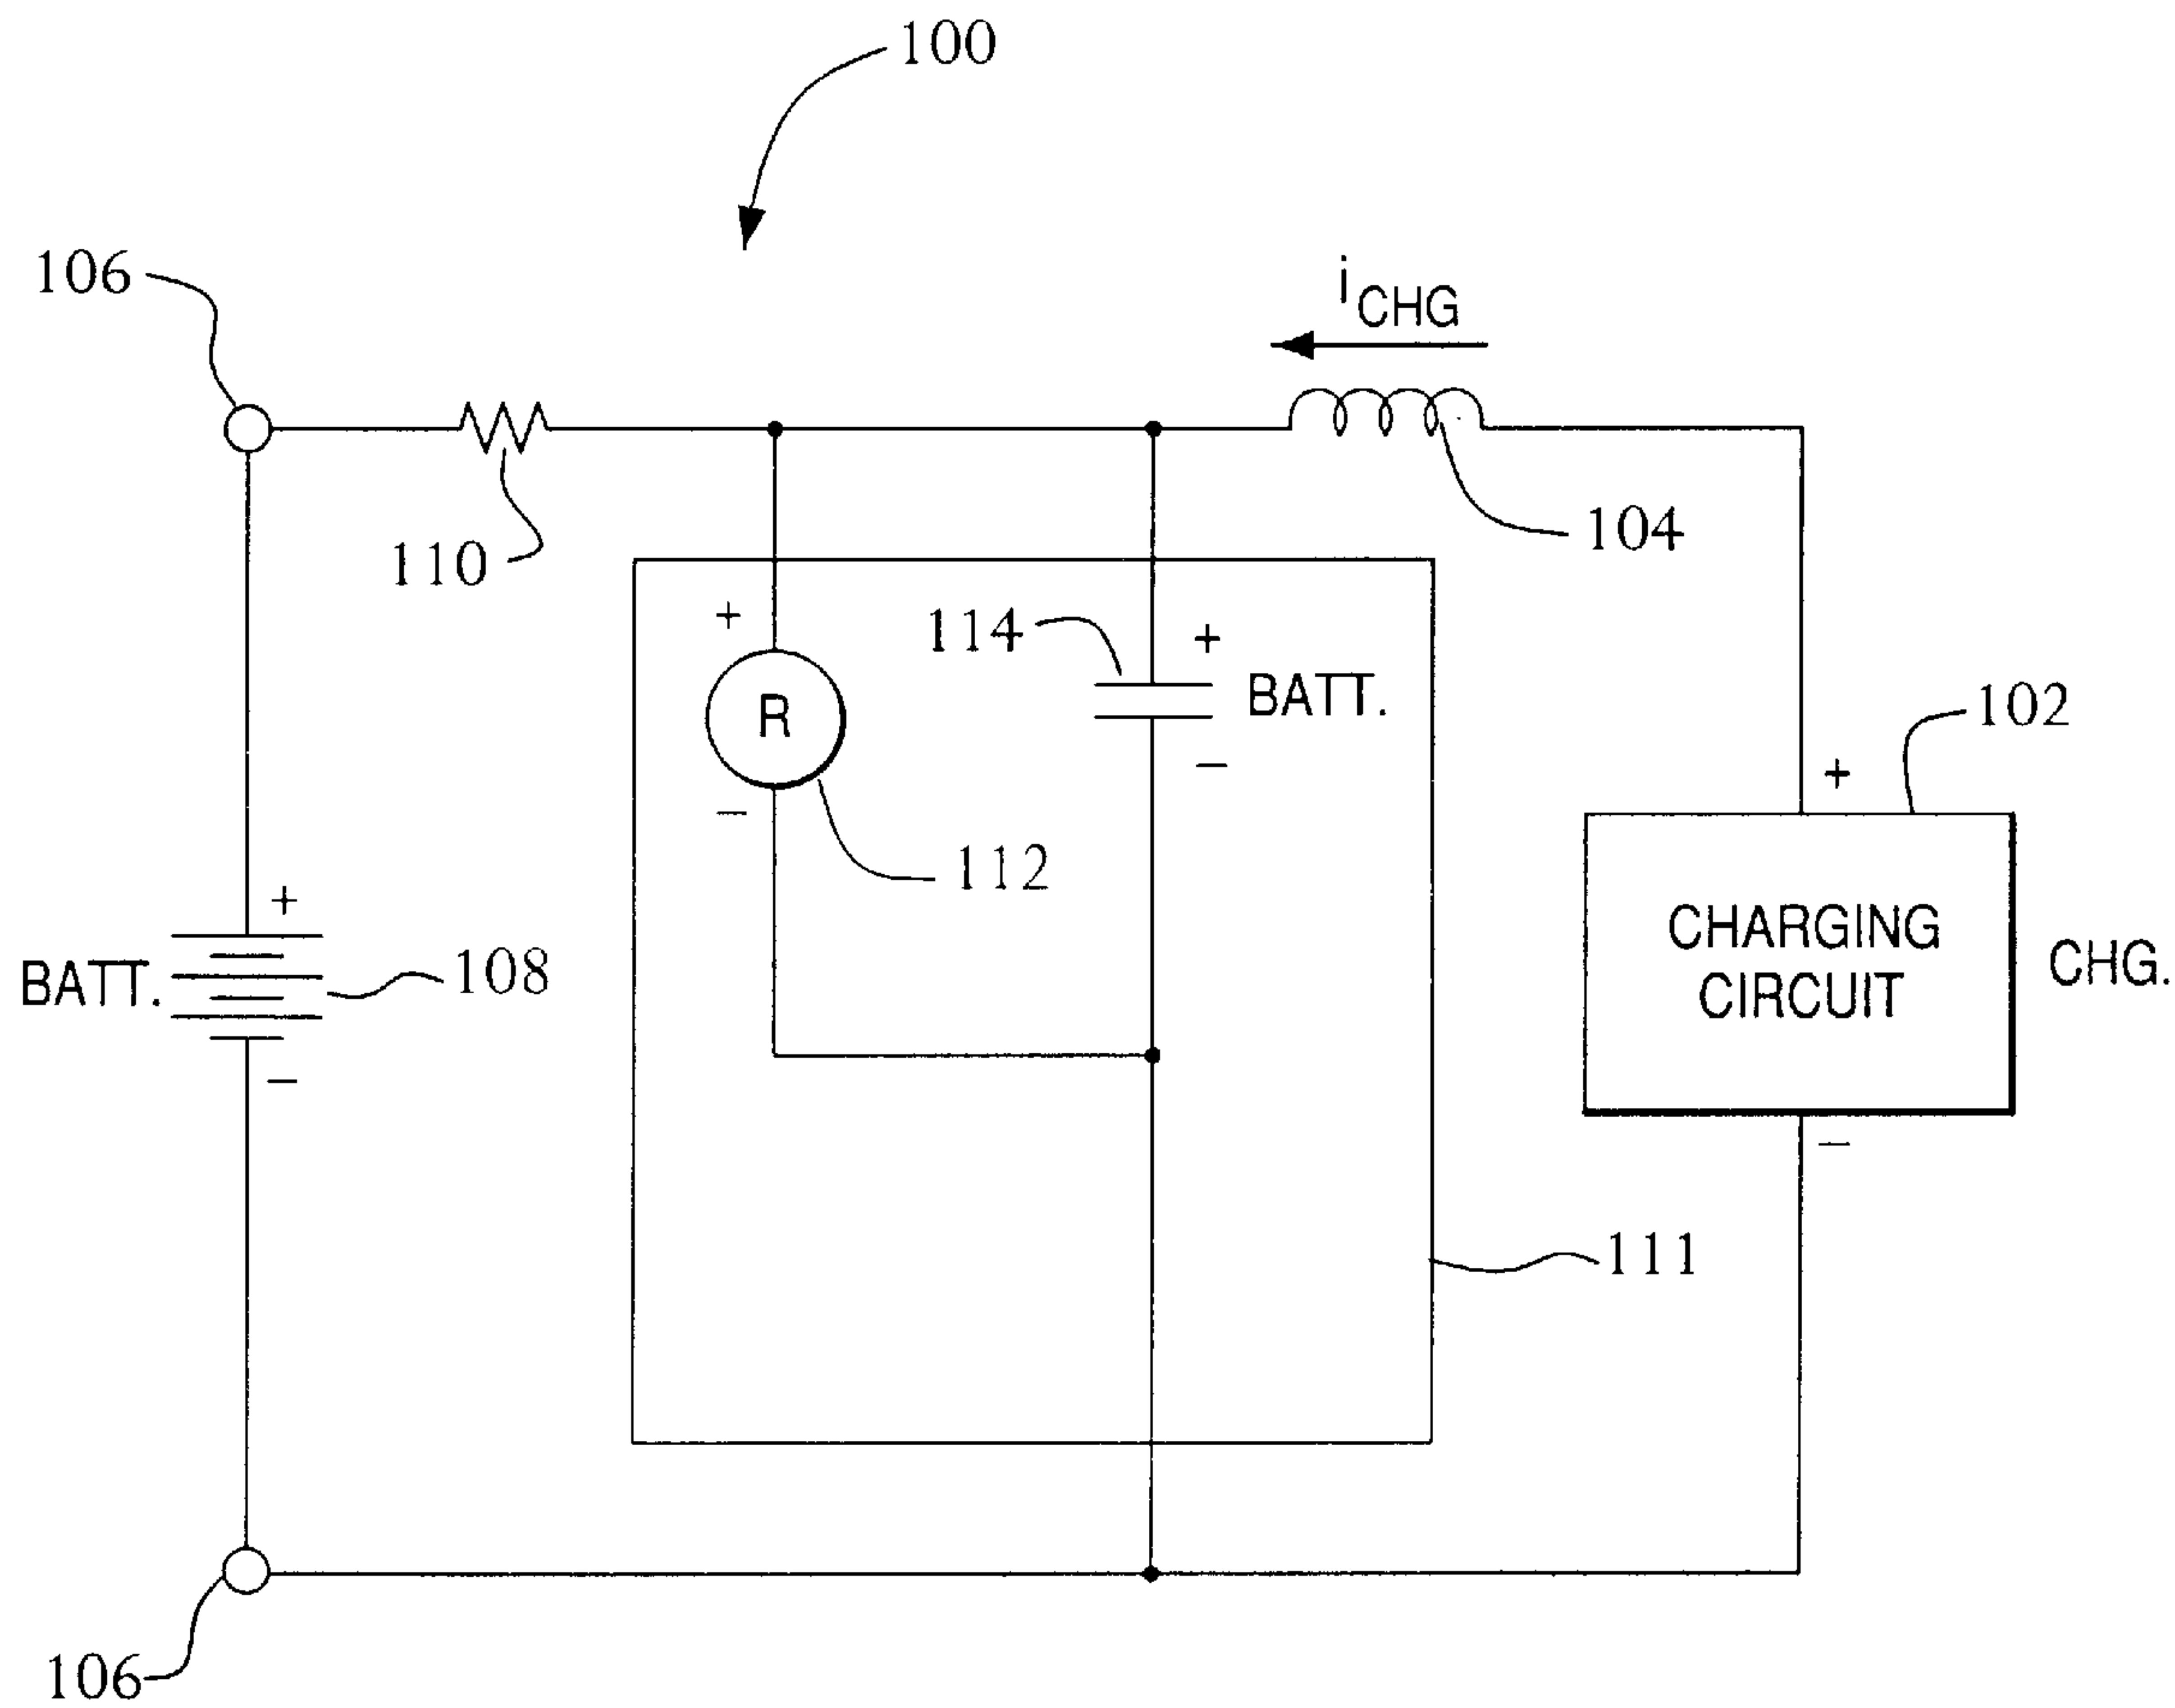 100
106
iCHG
110
104
+
114
+
BATT.
R
102
−
+
−
112
+
CHARGING
CIRCUIT
CHG.
BATT.
108
−
−
111
106